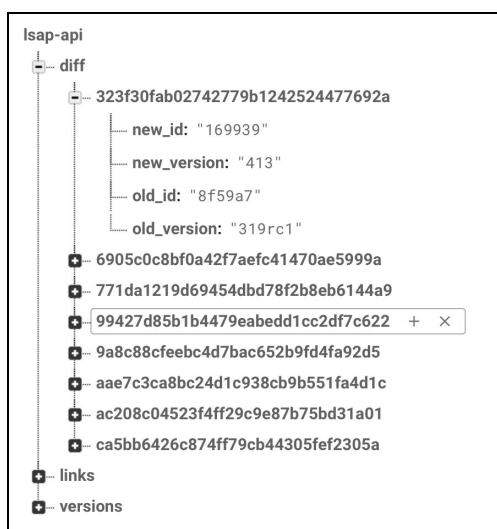 lsap-api
diff
323f30fab02742779b1242524477692a
new_id: "169939"
new_version: "413"
old_id: "8f59a7"
old_version: "319rc1"
6905c0c8bf0a42f7aefc41470ae5999a
771da1219d69454dbd78f2b8eb6144a9
99427d85b1b4479eabedd1cc2df7c622
9a8c88cfeebc4d7bac652b9fd4fa92d5
aae7c3ca8bc24d1c938cb9b551fa4d1c
ac208c04523f4ff29c9e87b75bd31a01
ca5bb6426c874ff79cb44305fef2305a
links
versions